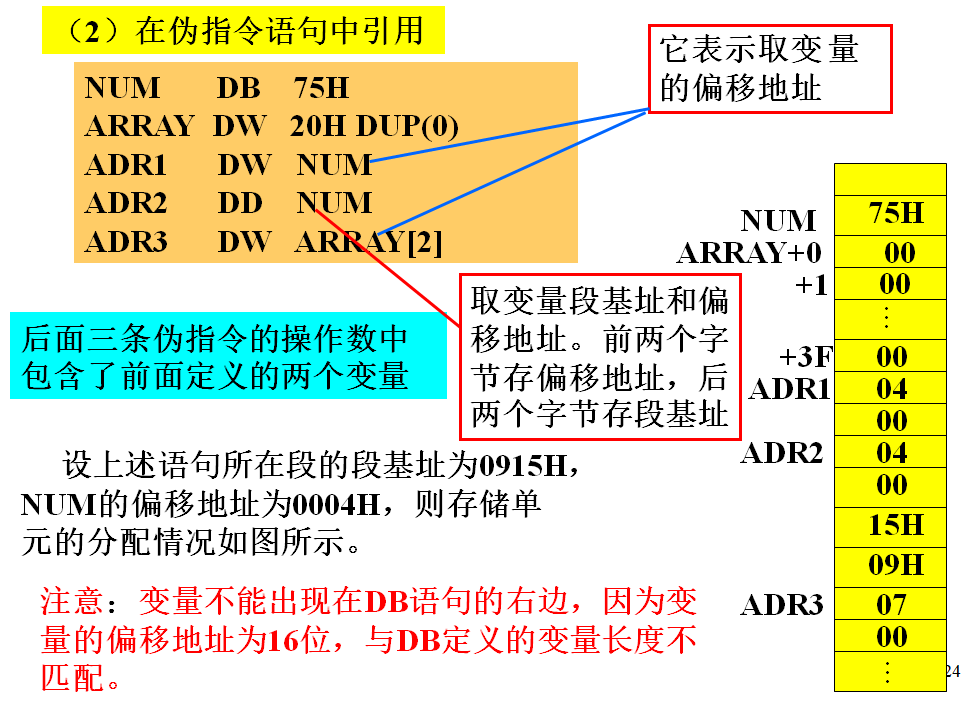 （2）在伪指令语句中引用
它表示取变量
的偏移地址
NUM DB 75H
ARRAY DW 20H DUP(0)
ADR1 DW NUM
ADR2 DD NUM
ADR3 DW ARRAY[2]
取变量段基址和偏
移地址。前两个字
节存偏移地址，后
两个字节存段基址
后面三条伪指令的操作数中
包含了前面定义的两个变量
设上述语句所在段的段基址为0915H，
NUM的偏移地址为0004H，则存储单
元的分配情况如图所示。
注意：变量不能出现在DB语句的右边，因为变
量的偏移地址为16位，与DB定义的变量长度不
匹配。
NUM 75H
ARRAY+0 00
+1 00
⋮
+3F 00
ADR1 04
00
ADR2 04
00
15H
09H
ADR3 07
00
⋮
24